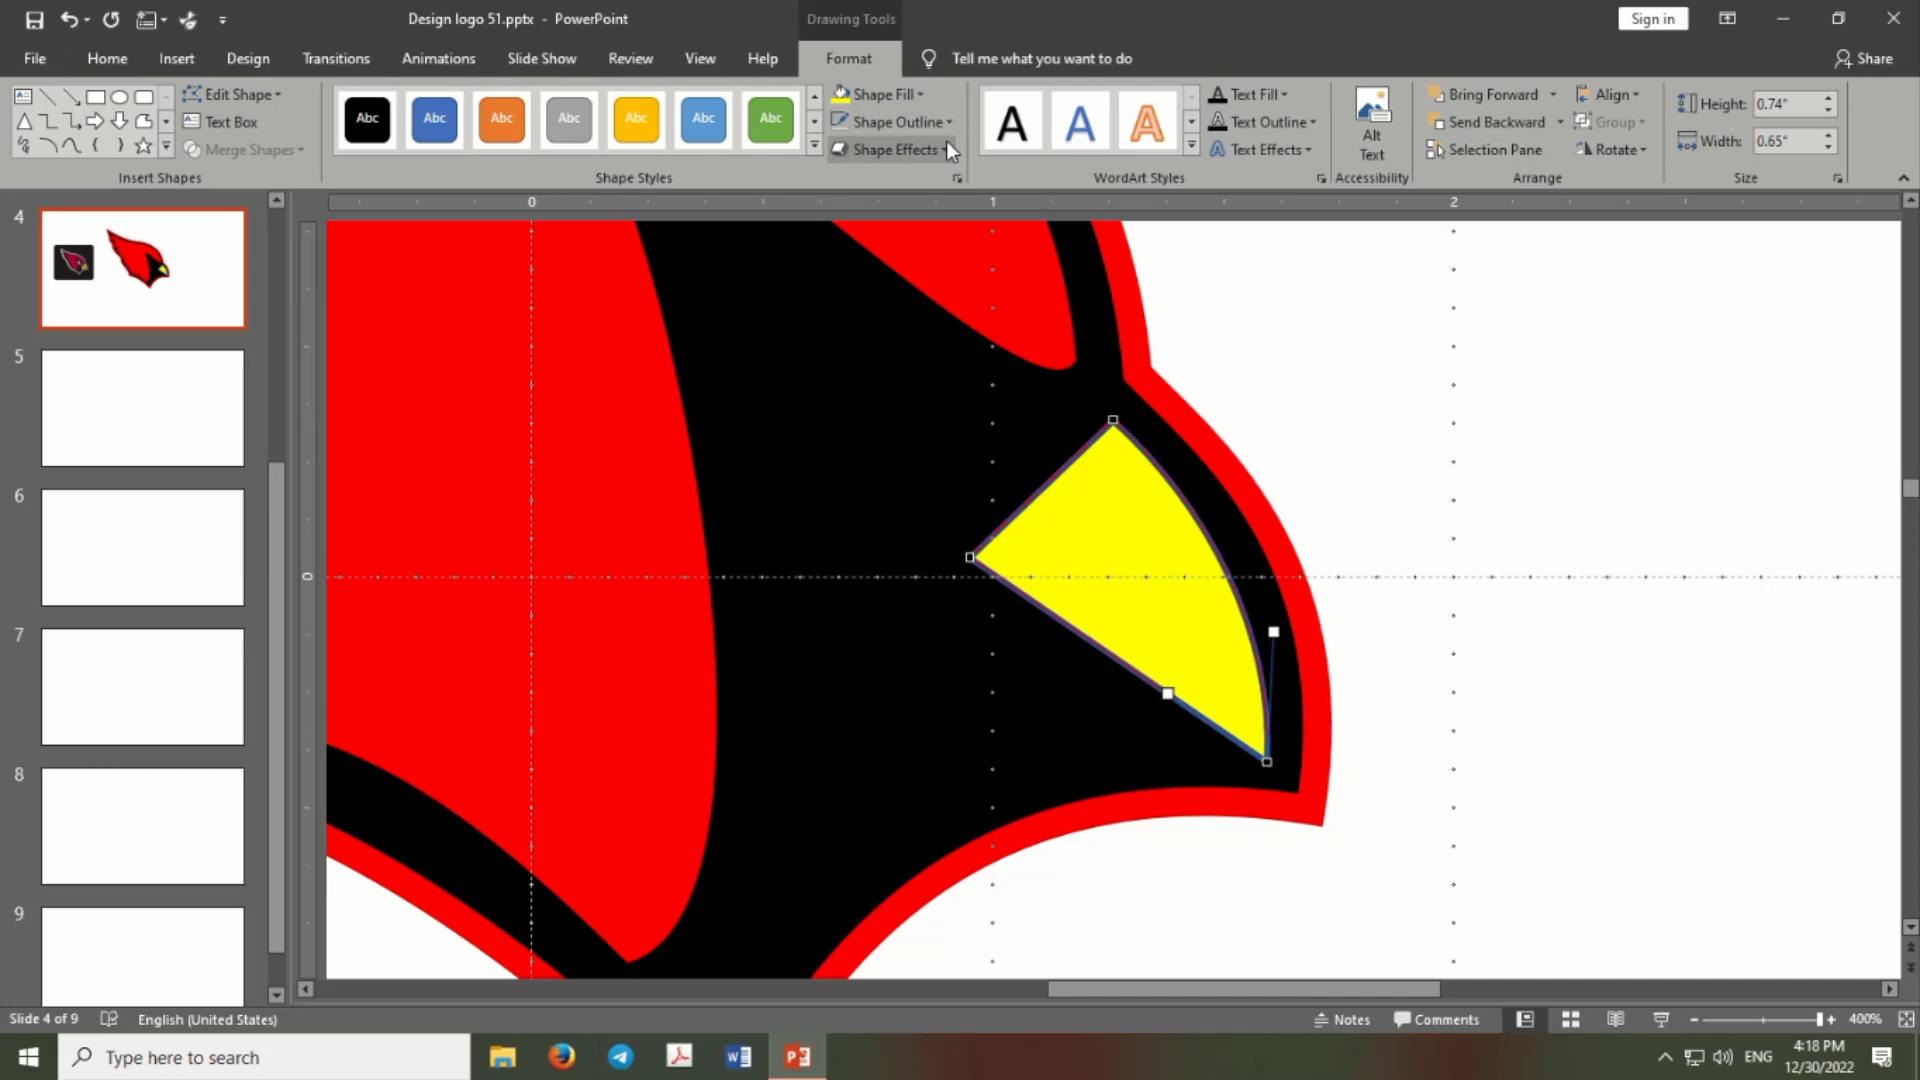 Design logo 51.pptx - PowerPoint
Drawing Tools
Sign in
File
Home
Insert
Design
Transitions
Animations
Slide Show
Review
View
Help
Format
Tell me what you want to do
Share
Edit Shape
Text Box
Merge Shapes
Insert Shapes
Abc
Abc
Abc
Abc
Abc
Abc
Abc
Shape Fill
Shape Outline
Shape Effects
Shape Styles
A
A
A
Text Fill
Text Outline
Text Effects
WordArt Styles
Alt
Text
Accessibility
Bring Forward
Send Backward
Selection Pane
Align
Group
Rotate
Arrange
Height: 0.74"
Width: 0.65"
Size
0
1
2
0
4
5
6
7
8
9
Slide 4 of 9
English (United States)
Notes
Comments
400%
Type here to search
ENG
4:18 PM
12/30/2022